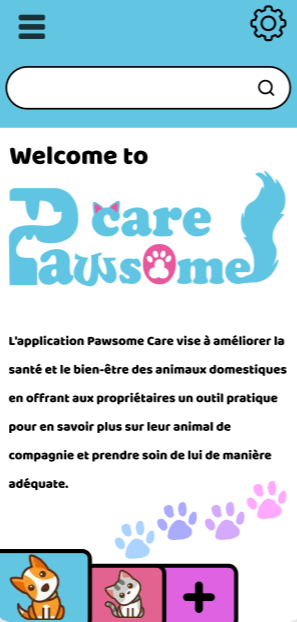 Welcome to
care
Pawsome
L'application Pawsome Care vise à améliorer la
santé et le bien-être des animaux domestiques
en offrant aux propriétaires un outil pratique
pour en savoir plus sur leur animal de
compagnie et prendre soin de lui de manière
adéquate.